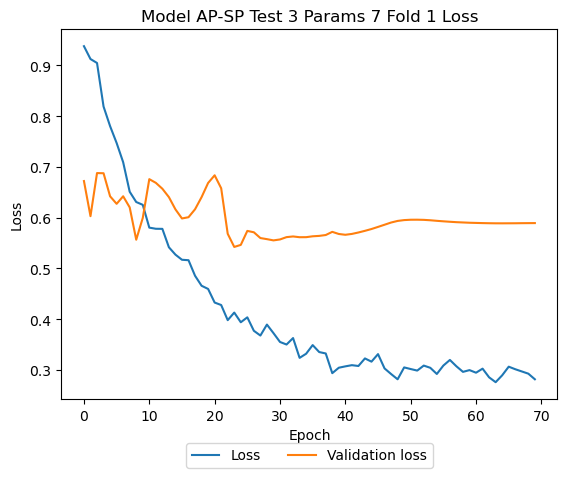 Model AP-SP Test 3 Params 7 Fold 1 Loss
Loss
0.9
0.8
0.7
0.6
0.5
0.4
0.3
0 10 20 30 40 50 60 70
Epoch
Loss Validation loss